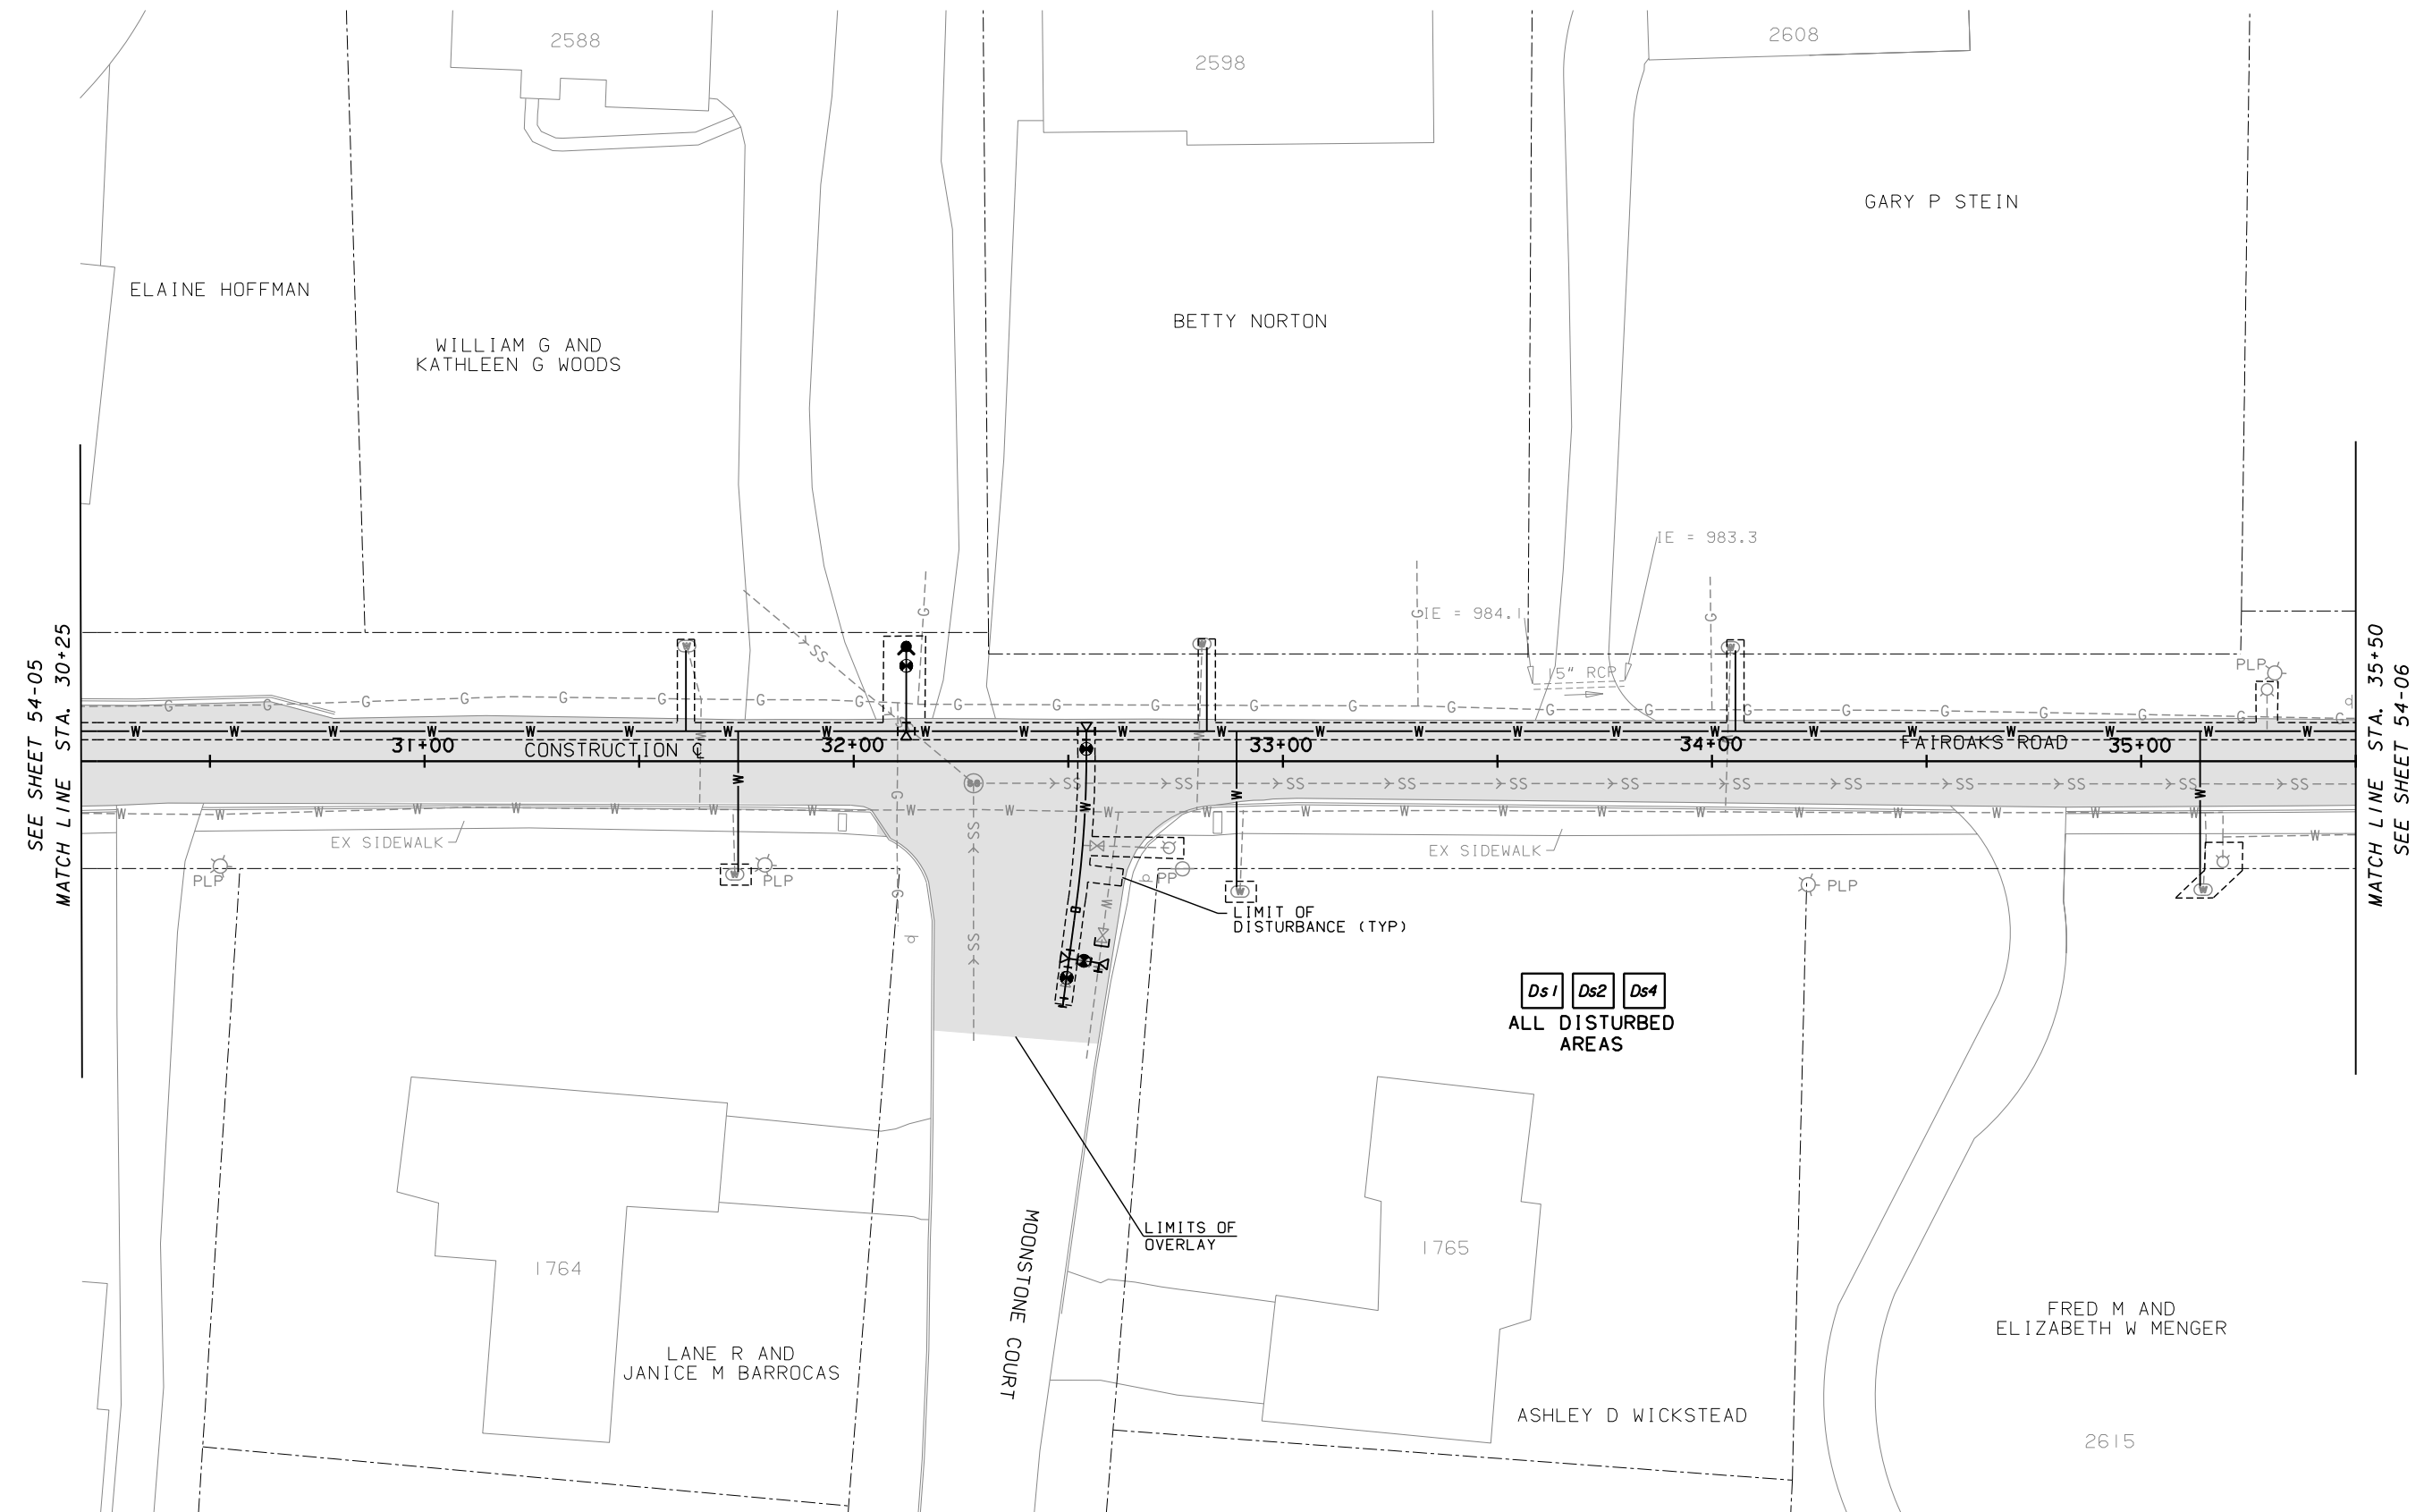 2588
2598
2608
GARY P STEIN
ELAINE HOFFMAN
BETTY NORTON
WILLIAM G AND
KATHLEEN G WOODS
IE = 983.3
IE = 984.1
15" RCP
PLP
SEE SHEET 54-05
MATCH LINE STA. 30+25
MATCH LINE STA. 35+50
SEE SHEET 54-06
31+00
CONSTRUCTION ℄
32+00
33+00
34+00
FAIROAKS ROAD
35+00
EX SIDEWALK
EX SIDEWALK
PLP
PLP
PP
PLP
LIMIT OF
DISTURBANCE (TYP)
Ds1 Ds2 Ds4
ALL DISTURBED
AREAS
LIMITS OF
OVERLAY
MOONSTONE COURT
1764
1765
LANE R AND
JANICE M BARROCAS
ASHLEY D WICKSTEAD
FRED M AND
ELIZABETH W MENGER
2615